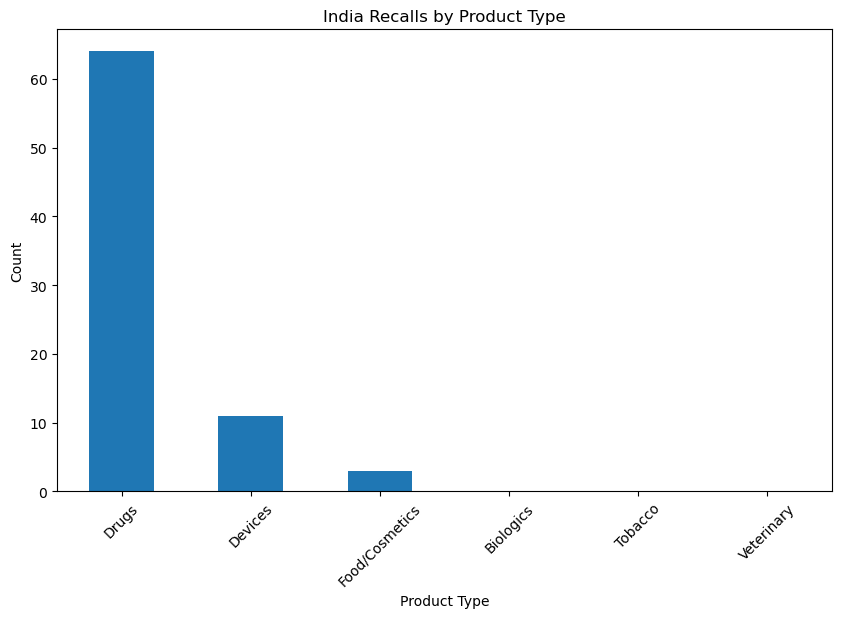 India Recalls by Product Type
60
50
40
30
20
10
0
Count
Drugs
Devices
Food/Cosmetics
Biologics
Tobacco
Veterinary
Product Type